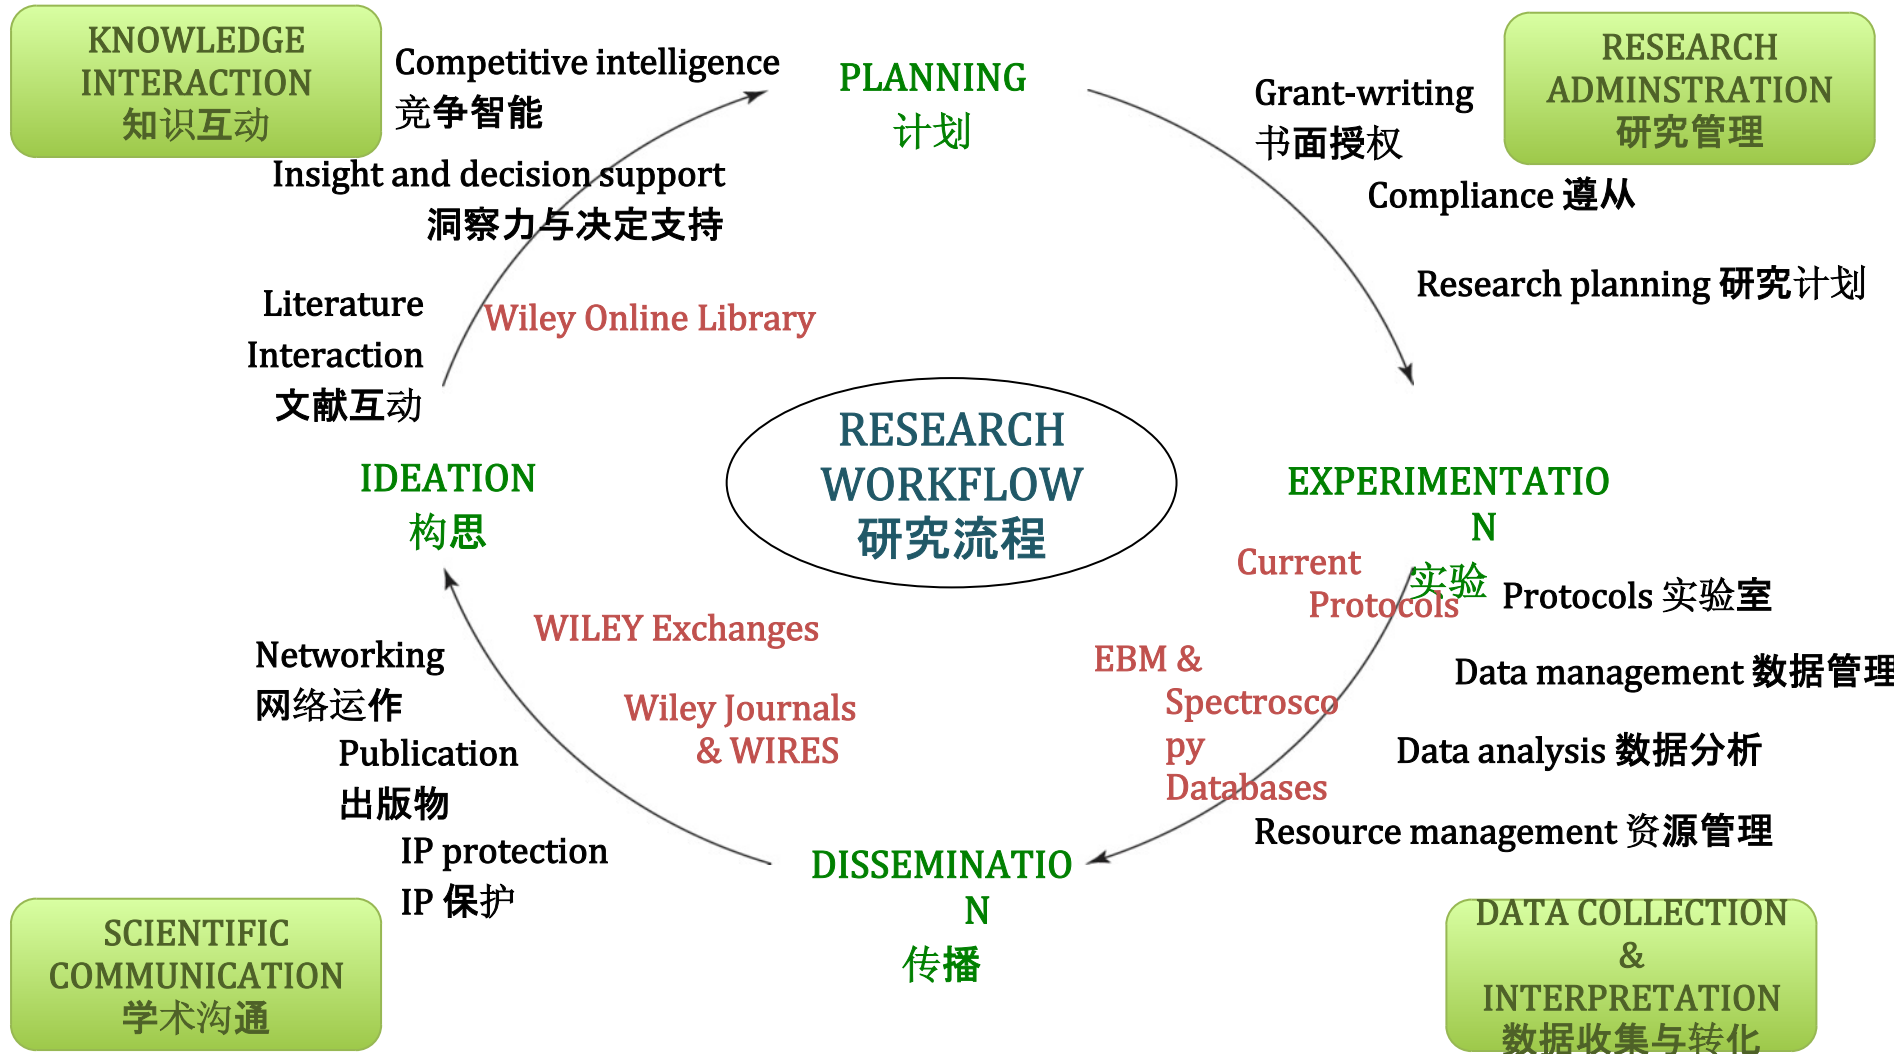 KNOWLEDGE
INTERACTION
知识互动
Competitive intelligence
竞争智能
Insight and decision support
洞察力与决定支持
Literature
Interaction
文献互动
Wiley Online Library
PLANNING
计划
Grant-writing
书面授权
Compliance 遵从
Research planning 研究计划
RESEARCH
ADMINSTRATION
研究管理
RESEARCH
WORKFLOW
研究流程
IDEATION
构思
EXPERIMENTATIO
N
实验
Current
Protocols
Protocols 实验室
EBM &
Spectrosco
py
Databases
Data management 数据管理
Data analysis 数据分析
Resource management 资源管理
WILEY Exchanges
Wiley Journals
& WIRES
Networking
网络运作
Publication
出版物
IP protection
IP 保护
DISSEMINATIO
N
传播
SCIENTIFIC
COMMUNICATION
学术沟通
DATA COLLECTION
&
INTERPRETATION
数据收集与转化